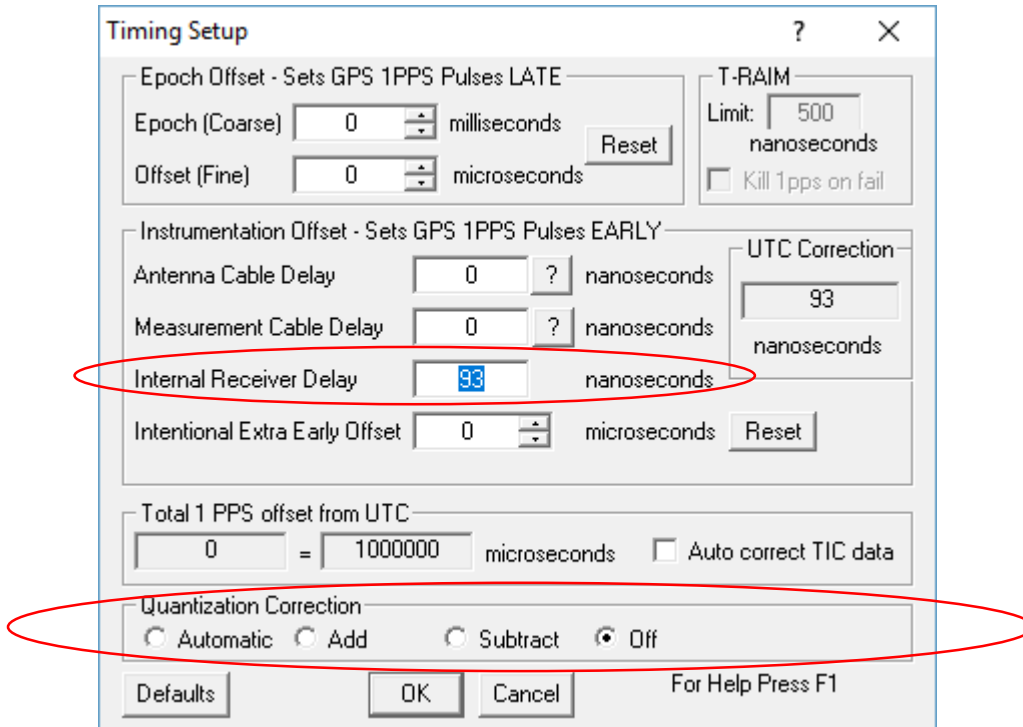 Timing Setup ? ×
Epoch Offset - Sets GPS 1PPS Pulses LATE
Epoch (Coarse) 0 milliseconds
Offset (Fine) 0 microseconds
Reset
T-RAIM
Limit: 500
nanoseconds
Kill 1pps on fail
Instrumentation Offset - Sets GPS 1PPS Pulses EARLY
Antenna Cable Delay 0 ? nanoseconds
Measurement Cable Delay 0 ? nanoseconds
Internal Receiver Delay 93 nanoseconds
Intentional Extra Early Offset 0 microseconds Reset
UTC Correction
93
nanoseconds
Total 1 PPS offset from UTC
0 = 1000000 microseconds Auto correct TIC data
Quantization Correction
Automatic Add Subtract Off
Defaults OK Cancel For Help Press F1